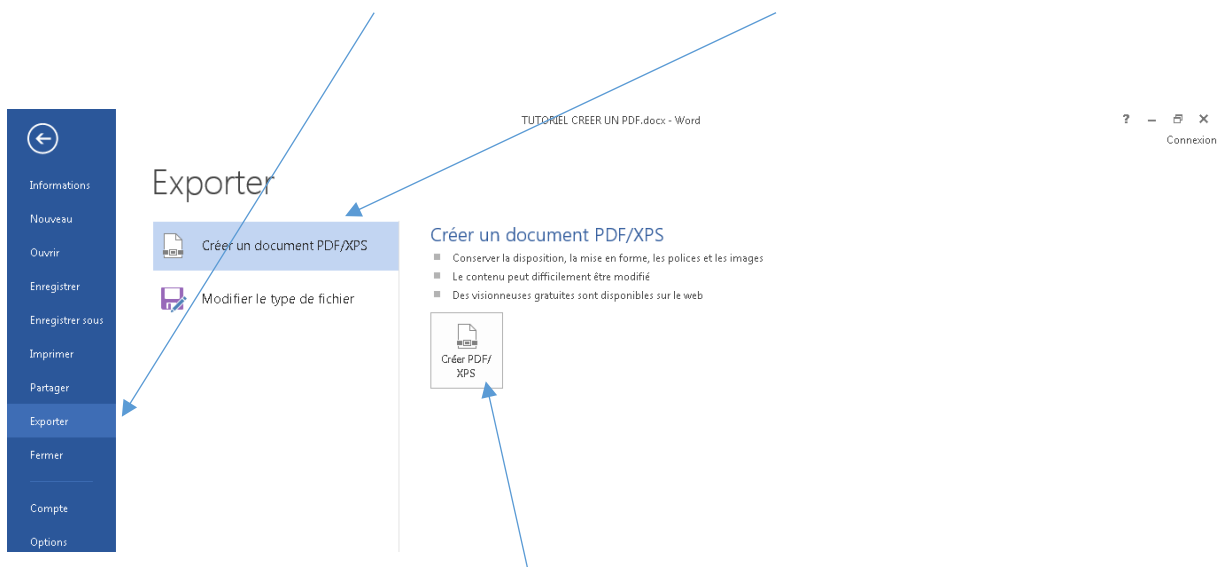 TUTORIEL CREER UN PDF.docx - Word
? – X
Connexion
Informations
Nouveau
Ouvrir
Enregistrer
Enregistrer sous
Imprimer
Partager
Exporter
Fermer
Compte
Options
Exporter
Créer un document PDF/XPS
Modifier le type de fichier
Créer un document PDF/XPS
Conserver la disposition, la mise en forme, les polices et les images
Le contenu peut difficilement être modifié
Des visionneuses gratuites sont disponibles sur le web
Créer PDF/
XPS